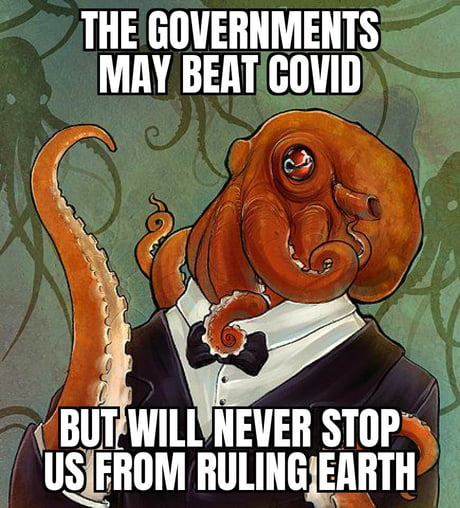 THE GOVERNMENTS
MAY BEAT COVID
BUT WILL NEVER STOP
US FROM RULING EARTH